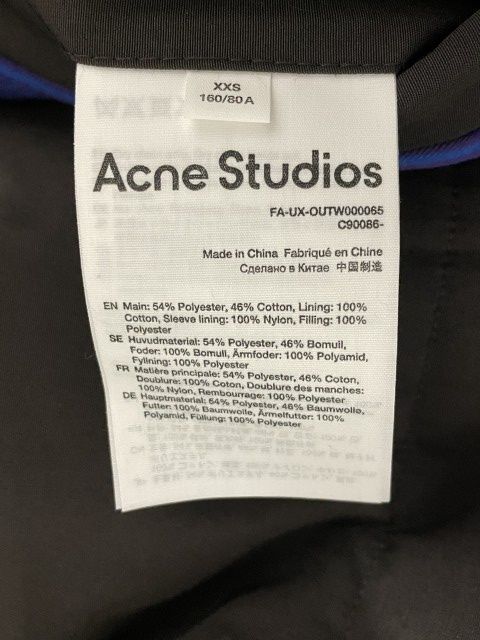 XXS
160/80 A
Acne Studios
FA-UX-OUTW000065
C90086-
Made in China Fabriqué en Chine
Сделано в Китае 中国制造
EN Main: 54% Polyester, 46% Cotton, Lining: 100%
Cotton, Sleeve lining: 100% Nylon, Filling: 100%
Polyester
SE Huvudmaterial: 54% Polyester, 46% Bomull,
Foder: 100% Bomull, Ärmfoder: 100% Polyamid,
Fyllning: 100% Polyester
FR Matière principale: 54% Polyester, 46% Coton,
Doublure: 100% Coton, Doublure des manches:
100% Nylon, Rembourrage: 100% Polyester
DE Hauptmaterial: 54% Polyester, 46% Baumwolle,
Futter: 100% Baumwolle, Ärmelfutter: 100%
Polyamid, Füllung: 100% Polyester